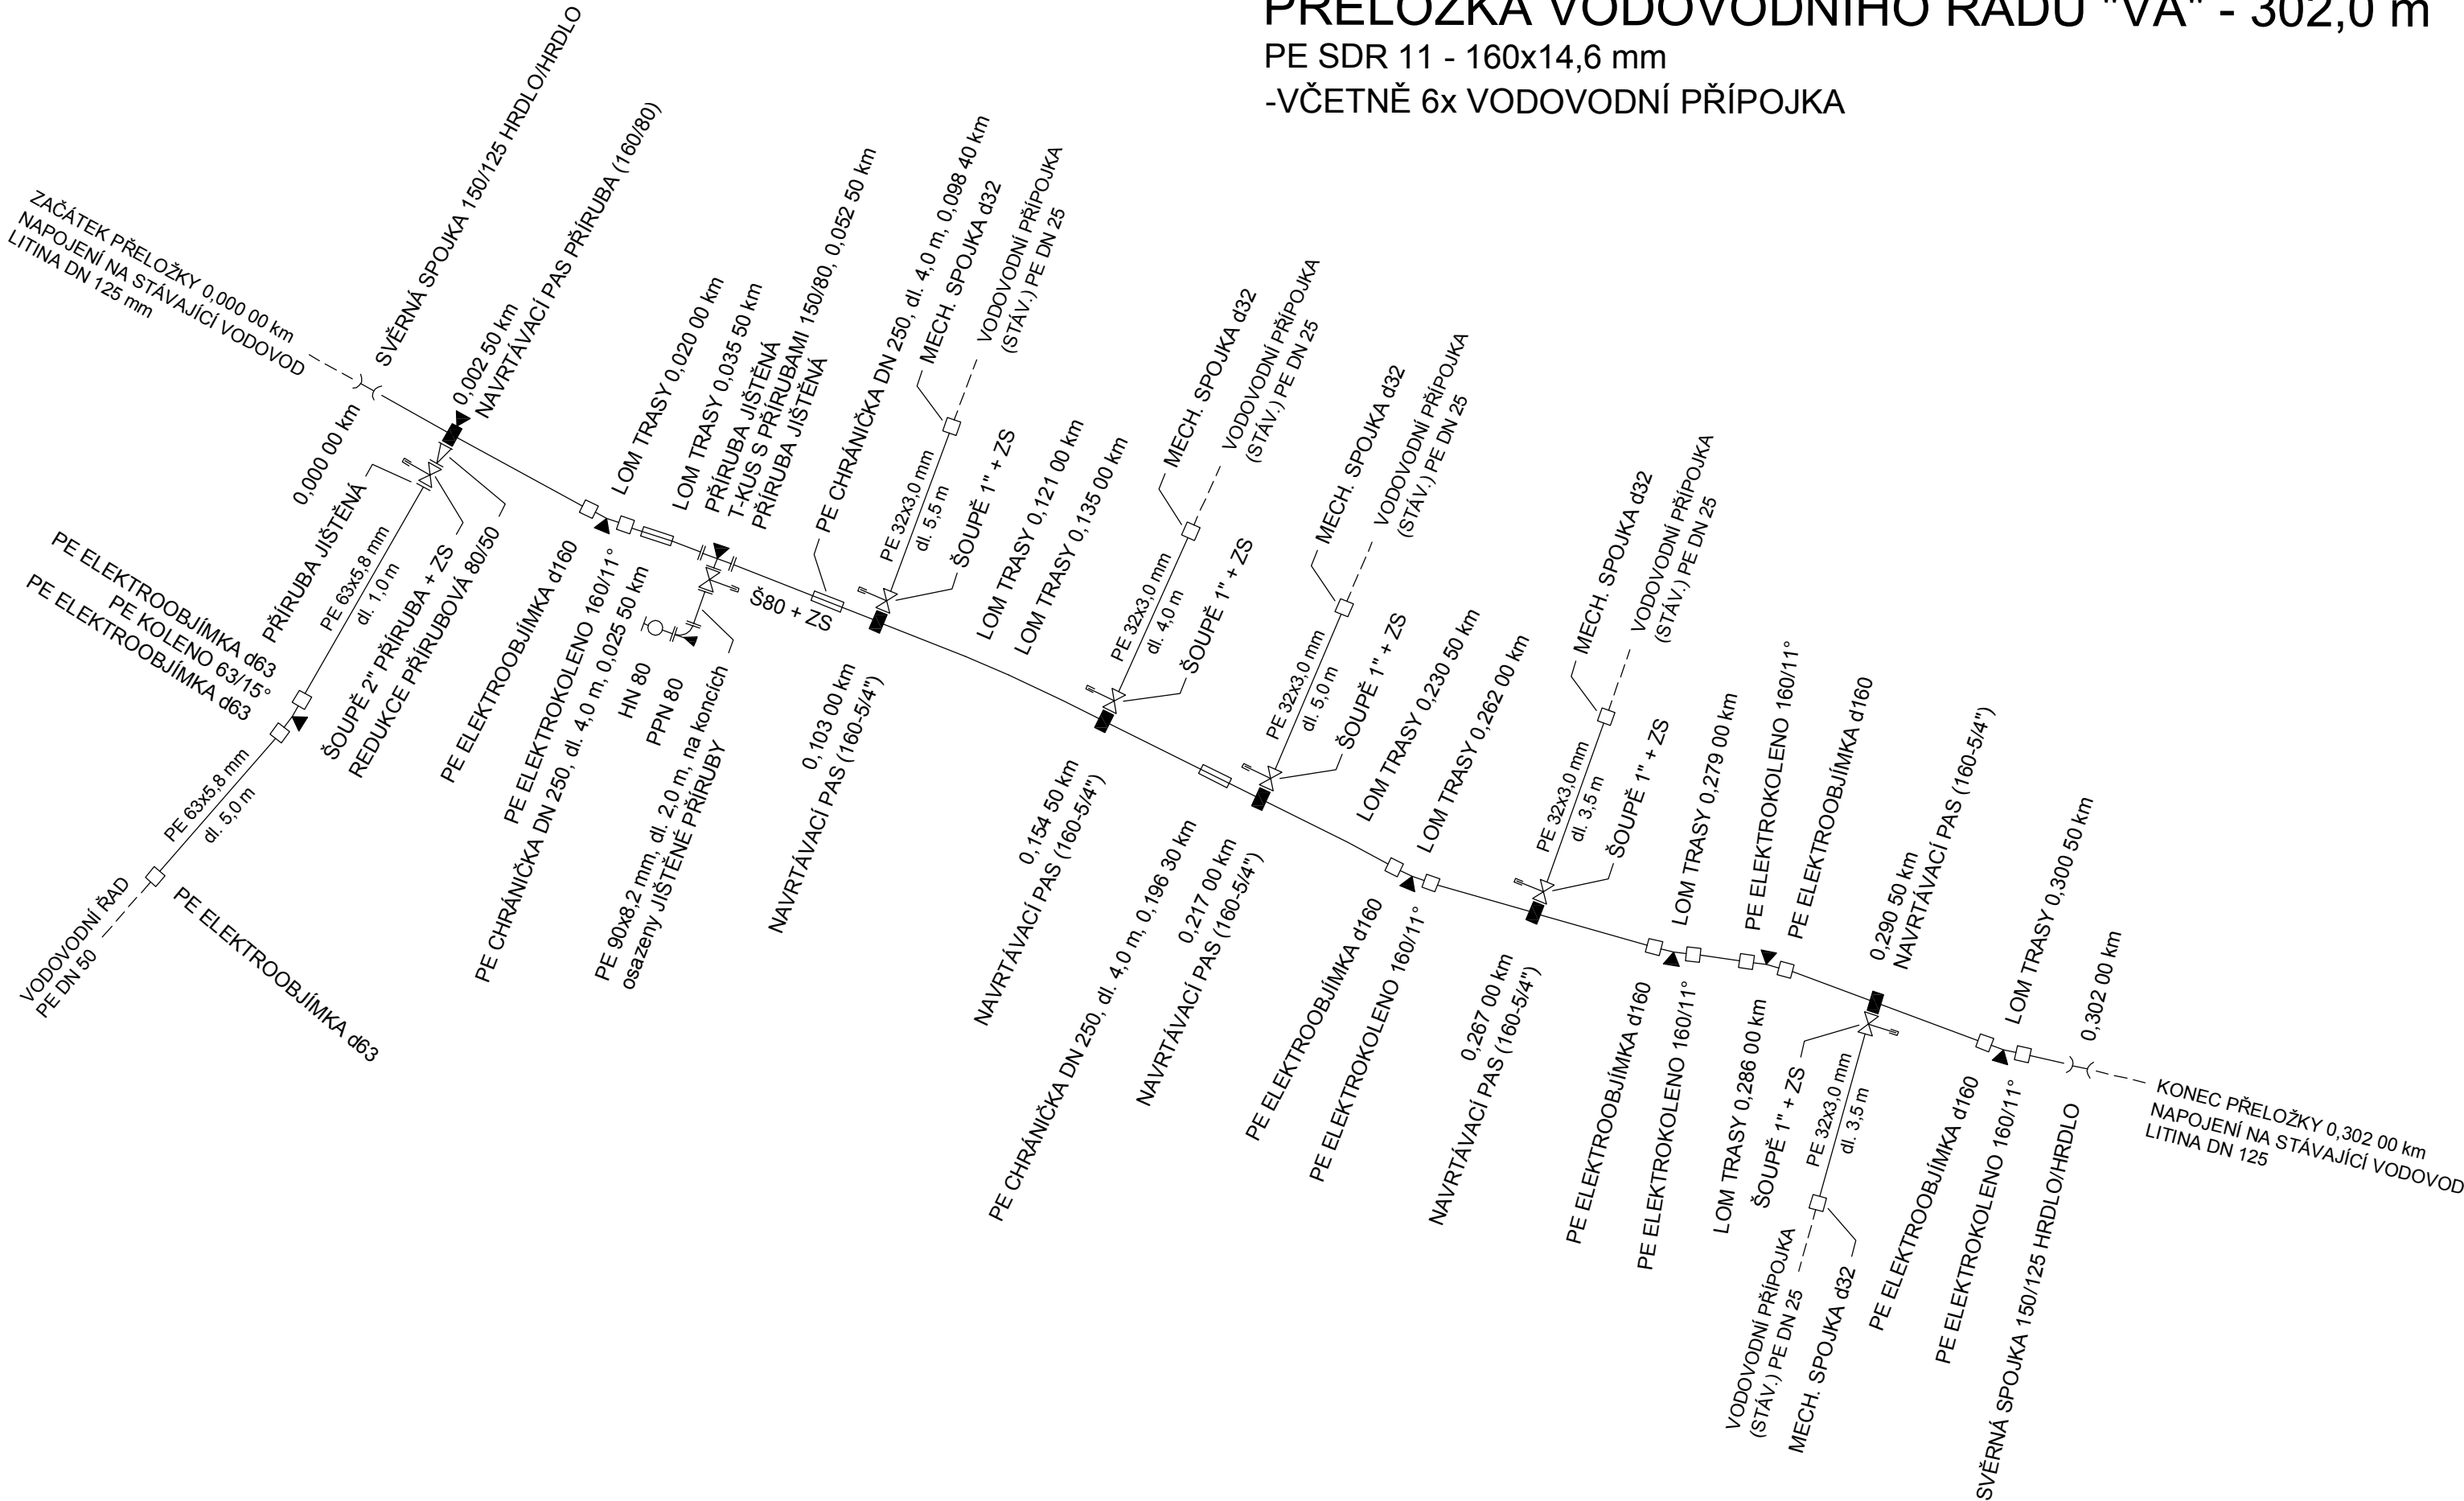 PŘELOŽKA VODOVODNÍHO ŘADU "VA" - 302,0 m
PE SDR 11 - 160x14,6 mm
-VČETNĚ 6x VODOVODNÍ PŘÍPOJKA
ZAČÁTEK PŘELOŽKY 0,000 00 km
NAPOJENÍ NA STÁVAJÍCÍ VODOVOD
LITINA DN 125 mm
0,000 00 km
SVĚRNÁ SPOJKA 150/125 HRDLO/HRDLO
0,002 50 km
NAVRTÁVACÍ PAS PŘÍRUBA (160/80)
PŘÍRUBA JIŠTĚNÁ
PE 63x5,8 mm
dl. 1,0 m
ŠOUPĚ 2" PŘÍRUBA + ZS
REDUKCE PŘÍRUBOVÁ 80/50
PE ELEKTROOBJÍMKA d63
PE KOLENO 63/15°
PE ELEKTROOBJÍMKA d63
PE 63x5,8 mm
dl. 5,0 m
VODOVODNÍ ŘAD
PE DN 50
PE ELEKTROOBJÍMKA d63
LOM TRASY 0,020 00 km
PE ELEKTROOBJÍMKA d160
PE ELEKTROKOLENO 160/11°
PE CHRÁNIČKA DN 250, dl. 4,0 m, 0,025 50 km
LOM TRASY 0,035 50 km
PŘÍRUBA JIŠTĚNÁ
T-KUS S PŘÍRUBAMI 150/80, 0,052 50 km
PŘÍRUBA JIŠTĚNÁ
HN 80
PPN 80
PE 90x8,2 mm, dl. 2,0 m, na koncích
osazeny JIŠTĚNÉ PŘÍRUBY
Š80 + ZS
PE CHRÁNIČKA DN 250, dl. 4,0 m, 0,098 40 km
MECH. SPOJKA d32
VODOVODNÍ PŘÍPOJKA
(STÁV.) PE DN 25
PE 32x3,0 mm
dl. 5,5 m
ŠOUPĚ 1" + ZS
0,103 00 km
NAVRTÁVACÍ PAS (160-5/4")
LOM TRASY 0,121 00 km
LOM TRASY 0,135 00 km
MECH. SPOJKA d32
VODOVODNÍ PŘÍPOJKA
(STÁV.) PE DN 25
PE 32x3,0 mm
dl. 4,0 m
ŠOUPĚ 1" + ZS
0,154 50 km
NAVRTÁVACÍ PAS (160-5/4")
PE CHRÁNIČKA DN 250, dl. 4,0 m, 0,196 30 km
MECH. SPOJKA d32
VODOVODNÍ PŘÍPOJKA
(STÁV.) PE DN 25
PE 32x3,0 mm
dl. 5,0 m
ŠOUPĚ 1" + ZS
0,217 00 km
NAVRTÁVACÍ PAS (160-5/4")
LOM TRASY 0,230 50 km
LOM TRASY 0,262 00 km
PE ELEKTROOBJÍMKA d160
PE ELEKTROKOLENO 160/11°
MECH. SPOJKA d32
VODOVODNÍ PŘÍPOJKA
(STÁV.) PE DN 25
PE 32x3,0 mm
dl. 3,5 m
ŠOUPĚ 1" + ZS
0,267 00 km
NAVRTÁVACÍ PAS (160-5/4")
LOM TRASY 0,279 00 km
PE ELEKTROOBJÍMKA d160
PE ELEKTROKOLENO 160/11°
PE ELEKTROKOLENO 160/11°
PE ELEKTROOBJÍMKA d160
LOM TRASY 0,286 00 km
0,290 50 km
NAVRTÁVACÍ PAS (160-5/4")
ŠOUPĚ 1" + ZS
PE 32x3,0 mm
dl. 3,5 m
VODOVODNÍ PŘÍPOJKA
(STÁV.) PE DN 25
MECH. SPOJKA d32
LOM TRASY 0,300 50 km
PE ELEKTROOBJÍMKA d160
PE ELEKTROKOLENO 160/11°
0,302 00 km
SVĚRNÁ SPOJKA 150/125 HRDLO/HRDLO
KONEC PŘELOŽKY 0,302 00 km
NAPOJENÍ NA STÁVAJÍCÍ VODOVOD
LITINA DN 125